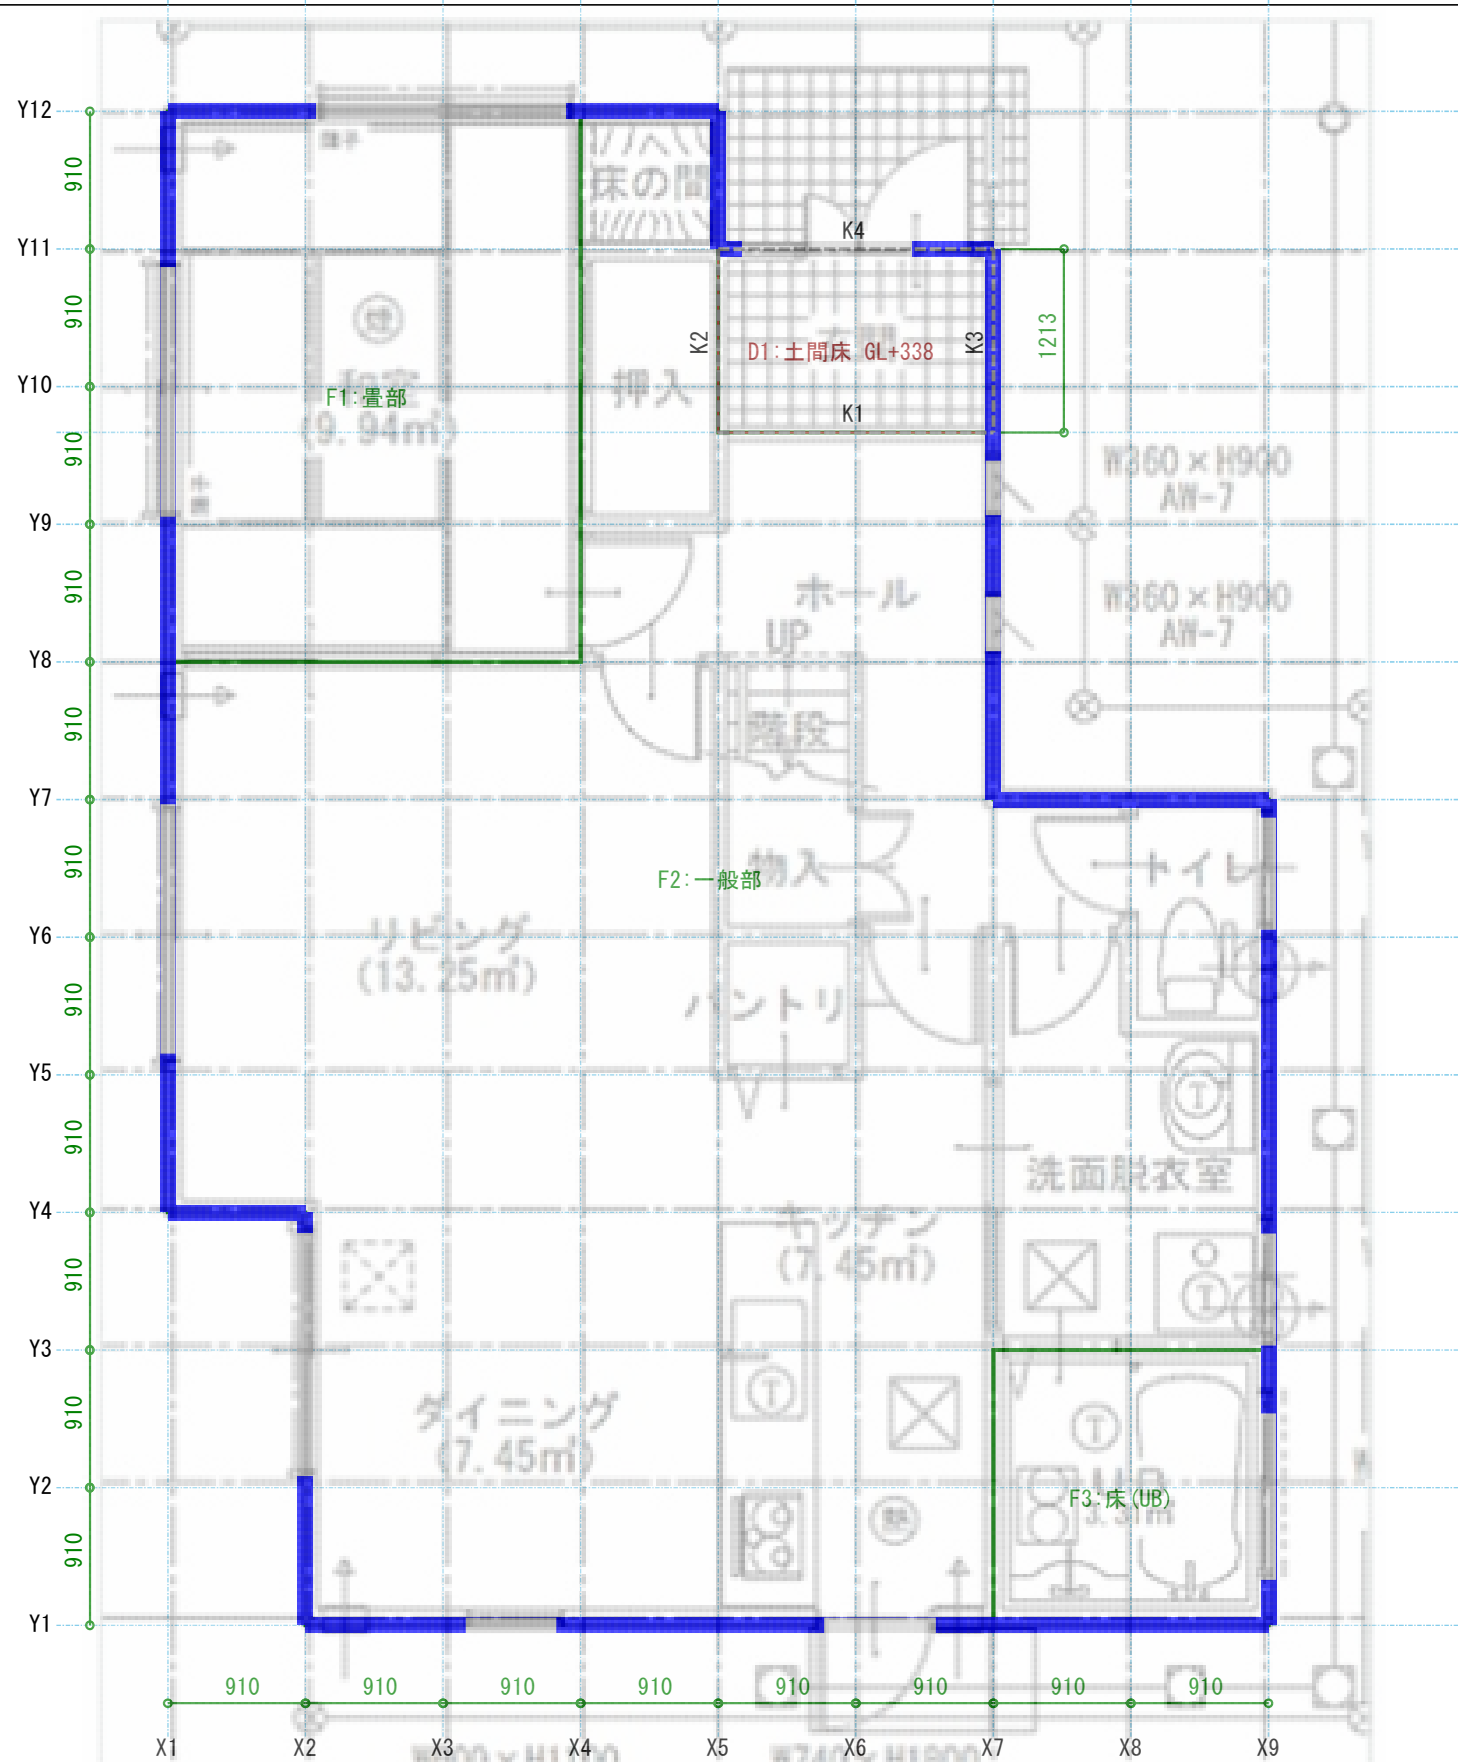 Y12
910
障子
床の間
Y11
K4
910
K2
K3
1213
D1:土間床 GL+338
Y10
F1:畳部
(9.94㎡)
押入
K1
910
W360×H900
AW-7
Y9
910
ホール
W360×H900
AW-7
UP
Y8
910
階段
Y7
910
物入
トイレ
F2:一般部
Y6
リビング
(13.25㎡)
910
パントリ
Y5
T
910
洗面脱衣室
Y4
キッチン
(7.45㎡)
910
T
Y3
T
910
ダイニング
(7.45㎡)
T
Y2
F3:床(UB)
910
Y1
910
910
910
910
910
910
910
910
X1
X2
X3
X4
X5
X6
X7
X8
X9